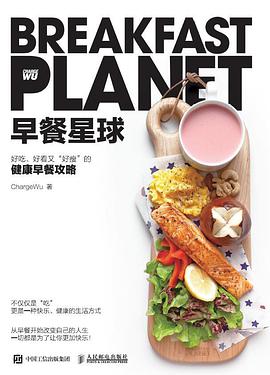 BREAKFAST
CHARGE
WU
PLANET
早餐星球
好吃、好看又“好瘦”的
健康早餐攻略
ChargeWu 著
不仅仅是“吃”
更是一种快乐、健康的生活方式
从早餐开始改变自己的人生
一切都是为了让你更加快乐！
中国工信出版集团
人民邮电出版社